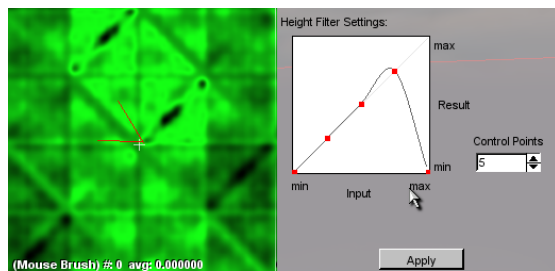 Height Filter Settings:
max
Result
Control Points
5
min
min
Input
max
Apply
(Mouse Brush) #: 0 avg: 0.000000